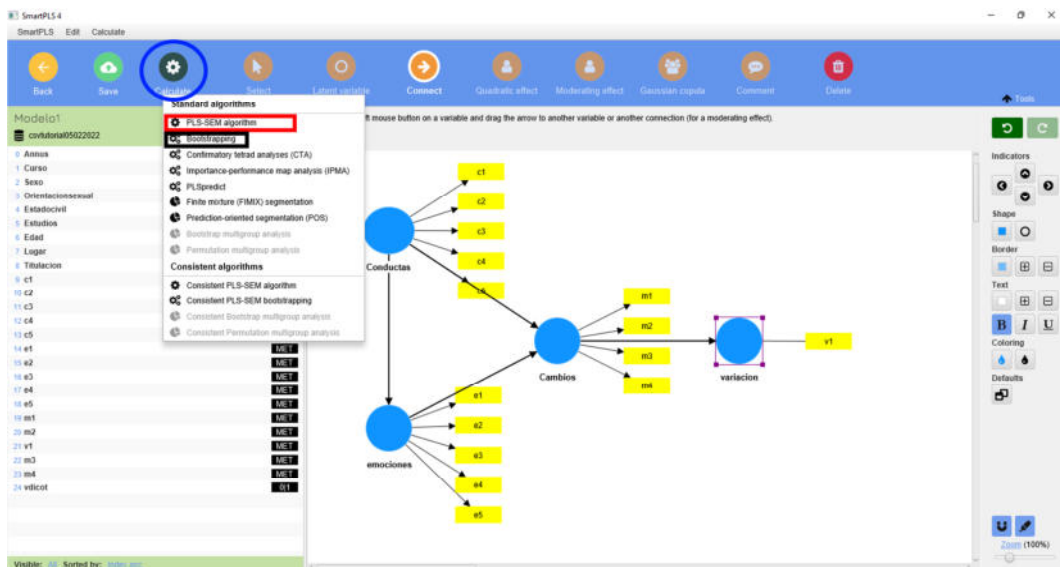 SmartPLS 4
SmartPLS Edit Calculate
Back Save Calculate Select Latent variable Connect Quadratic effect Moderating effect Gaussian copula Comment Delete
Tools
Standard algorithms
PLS-SEM algorithm
Bootstrapping
Confirmatory tetrad analyses (CTA)
Importance-performance map analysis (IPMA)
PLSpredict
Finite mixture (FIMIX) segmentation
Prediction-oriented segmentation (POS)
Bootstrap multigroup analysis
Permutation multigroup analysis
Consistent algorithms
Consistent PLS-SEM algorithm
Consistent PLS-SEM bootstrapping
Consistent Bootstrap multigroup analysis
Consistent Permutation multigroup analysis
ft mouse button on a variable and drag the arrow to another variable or another connection (for a moderating effect).
Modelo1
csvtutorial05022022
0 Annus
1 Curso
2 Sexo
3 Orientacionsexual
4 Estadocivil
5 Estudios
6 Edad
7 Lugar
8 Titulacion
9 c1
10 c2
11 c3
12 c4
13 c5
14 e1 MET
15 e2 MET
16 e3 MET
17 e4 MET
18 e5 MET
19 m1 MET
20 m2 MET
21 v1 MET
22 m3 MET
23 m4 MET
24 vdicot 0|1
Visible: All Sorted by: Index asc
c1
c2
c3
c4
Conductas
m1
m2
m3
m4
Cambios
variacion
v1
e1
e2
e3
e4
e5
emociones
Indicators
Shape
Border
Text
B I U
Coloring
Defaults
Zoom (100%)